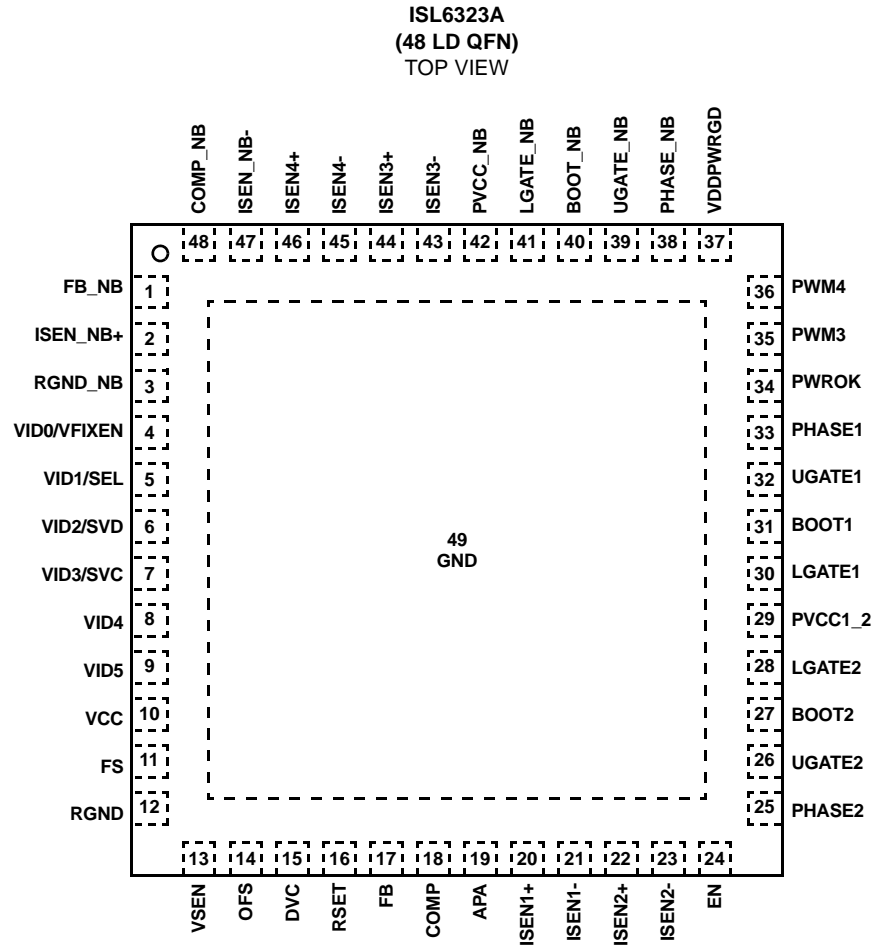 ISL6323A
(48 LD QFN)
TOP VIEW
COMP_NB
ISEN_NB-
ISEN4+
ISEN4-
ISEN3+
ISEN3-
PVCC_NB
LGATE_NB
BOOT_NB
UGATE_NB
PHASE_NB
VDDPWRGD
48 47 46 45 44 43 42 41 40 39 38 37
FB_NB 1
ISEN_NB+ 2
RGND_NB 3
VID0/VFIXEN 4
VID1/SEL 5
VID2/SVD 6
VID3/SVC 7
VID4 8
VID5 9
VCC 10
FS 11
RGND 12
49
GND
36 PWM4
35 PWM3
34 PWROK
33 PHASE1
32 UGATE1
31 BOOT1
30 LGATE1
29 PVCC1_2
28 LGATE2
27 BOOT2
26 UGATE2
25 PHASE2
13 14 15 16 17 18 19 20 21 22 23 24
VSEN
OFS
DVC
RSET
FB
COMP
APA
ISEN1+
ISEN1-
ISEN2+
ISEN2-
EN